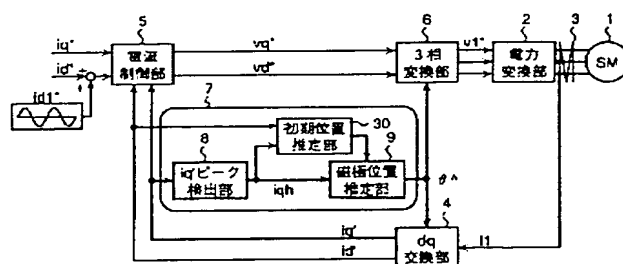 5
6
2
3
1
iq*
id*
id1*
電流
制御部
vq*
vd*
3相
変換部
v1*
電力
変換部
SM
7
30
初期位置
推定部
8
iq'ピーク
検出部
iqh
9
磁極位置
推定部
θ^
4
iq'
id'
dq
交換部
I1